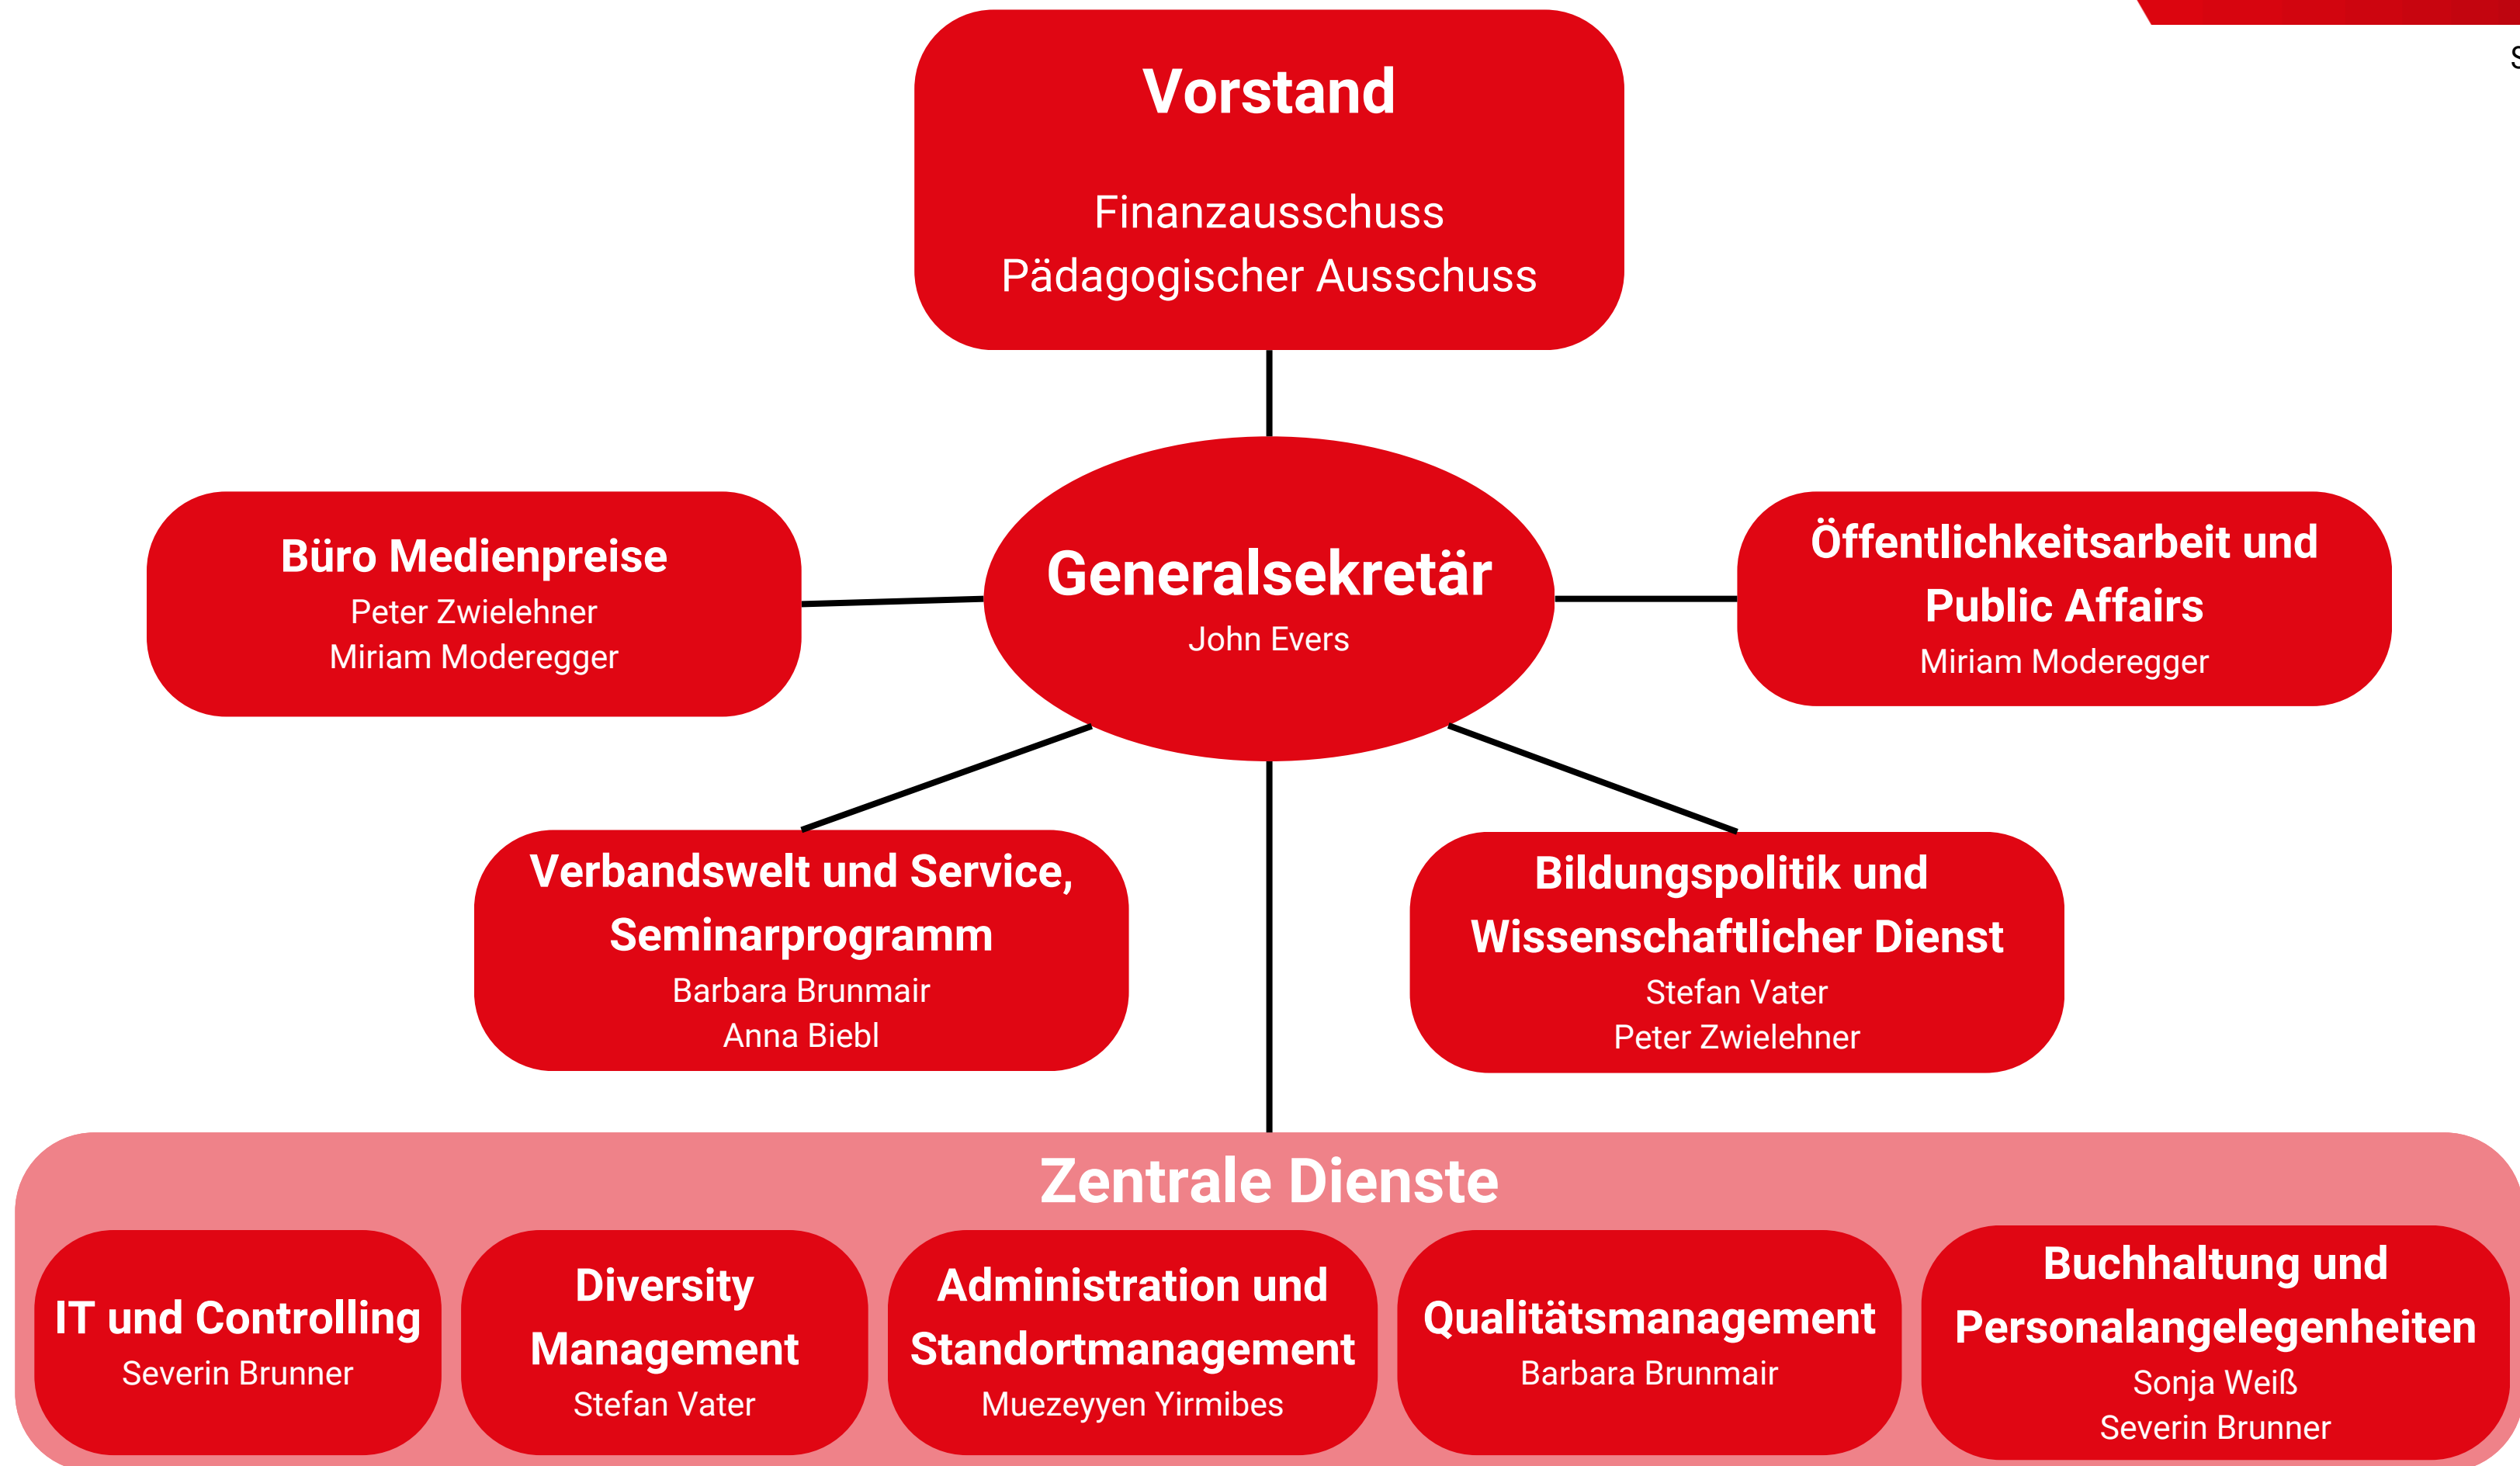 Vorstand
Finanzausschuss
Pädagogischer Ausschuss
Büro Medienpreise
Peter Zwielehner
Miriam Moderegger
Generalsekretär
John Evers
Öffentlichkeitsarbeit und
Public Affairs
Miriam Moderegger
Verbandswelt und Service,
Seminarprogramm
Barbara Brunmair
Anna Biebl
Bildungspolitik und
Wissenschaftlicher Dienst
Stefan Vater
Peter Zwielehner
Zentrale Dienste
IT und Controlling
Severin Brunner
Diversity
Management
Stefan Vater
Administration und
Standortmanagement
Muezeyyen Yirmibes
Qualitätsmanagement
Barbara Brunmair
Buchhaltung und
Personalangelegenheiten
Sonja Weiß
Severin Brunner